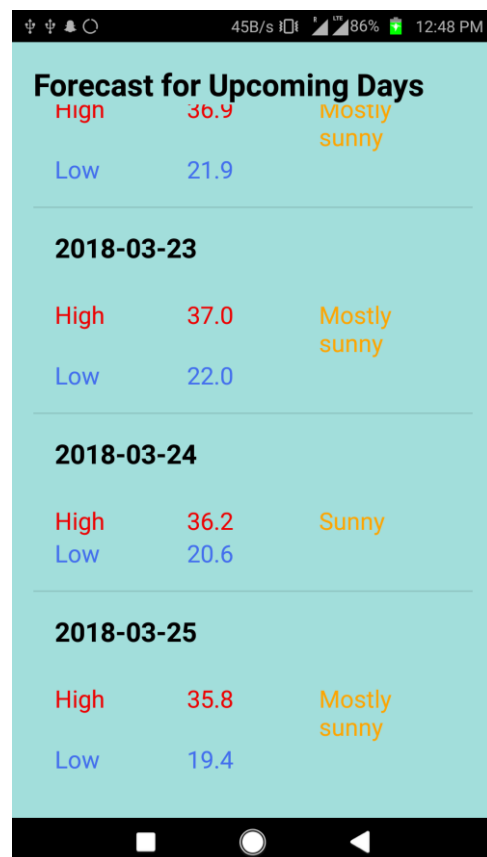 45B/s 86% 12:48 PM
Forecast for Upcoming Days
High 36.9 Mostly
sunny
Low 21.9
2018-03-23
High 37.0 Mostly
sunny
Low 22.0
2018-03-24
High 36.2 Sunny
Low 20.6
2018-03-25
High 35.8 Mostly
sunny
Low 19.4